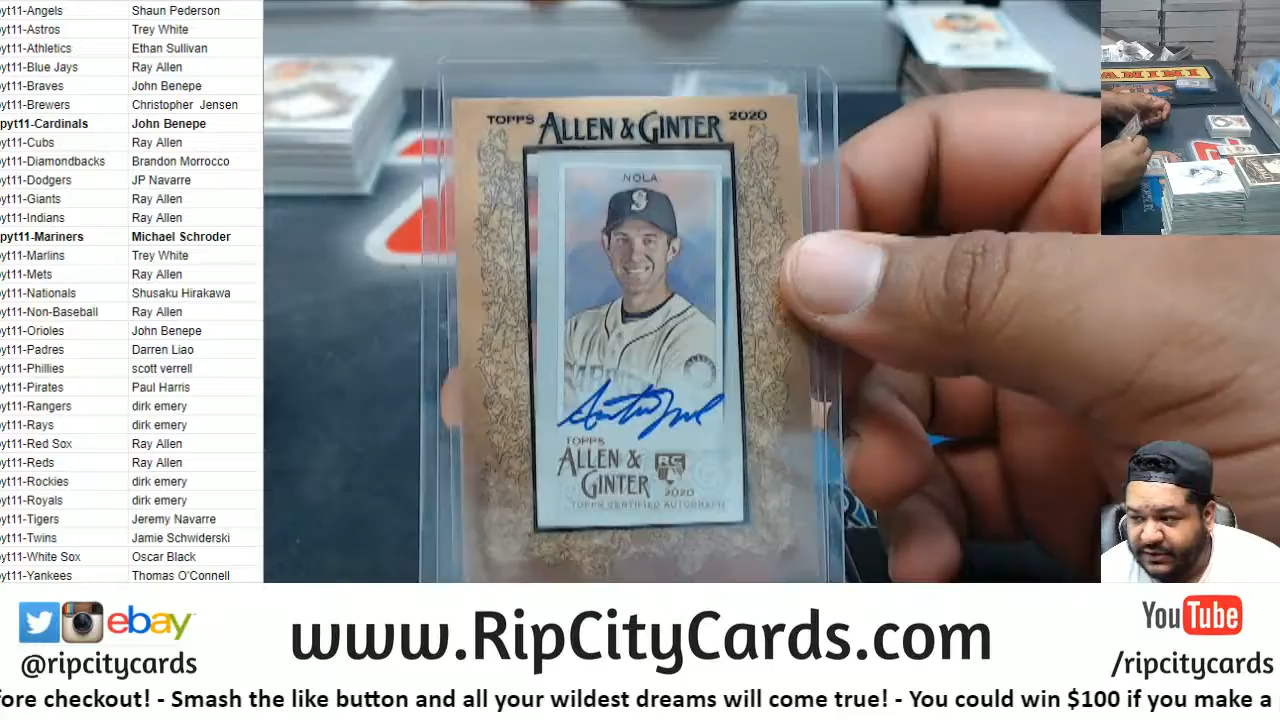 pyt11-Angels Shaun Pederson
pyt11-Astros Trey White
pyt11-Athletics Ethan Sullivan
pyt11-Blue Jays Ray Allen
pyt11-Braves John Benepe
pyt11-Brewers Christopher Jensen
pyt11-Cardinals John Benepe
pyt11-Cubs Ray Allen
pyt11-Diamondbacks Brandon Morrocco
pyt11-Dodgers JP Navarre
pyt11-Giants Ray Allen
pyt11-Indians Ray Allen
pyt11-Mariners Michael Schroder
pyt11-Marlins Trey White
pyt11-Mets Ray Allen
pyt11-Nationals Shusaku Hirakawa
pyt11-Non-Baseball Ray Allen
pyt11-Orioles John Benepe
pyt11-Padres Darren Liao
pyt11-Phillies scott verrell
pyt11-Pirates Paul Harris
pyt11-Rangers dirk emery
pyt11-Rays dirk emery
pyt11-Red Sox Ray Allen
pyt11-Reds Ray Allen
pyt11-Rockies dirk emery
pyt11-Royals dirk emery
pyt11-Tigers Jeremy Navarre
pyt11-Twins Jamie Schwiderski
pyt11-White Sox Oscar Black
pyt11-Yankees Thomas O'Connell
TOPPS ALLEN & GINTER 2020
NOLA
S
TOPPS
ALLEN &
GINTER
RC
2020
TOPPS CERTIFIED AUTOGRAPH
ebay
@ripcitycards
www.RipCityCards.com
YouTube
/ripcitycards
fore checkout! - Smash the like button and all your wildest dreams will come true! - You could win $100 if you make a